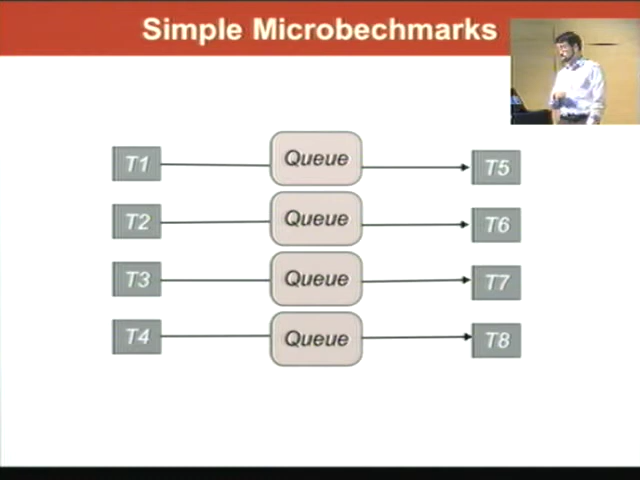 Simple Microbechmarks
T1 Queue T5
T2 Queue T6
T3 Queue T7
T4 Queue T8